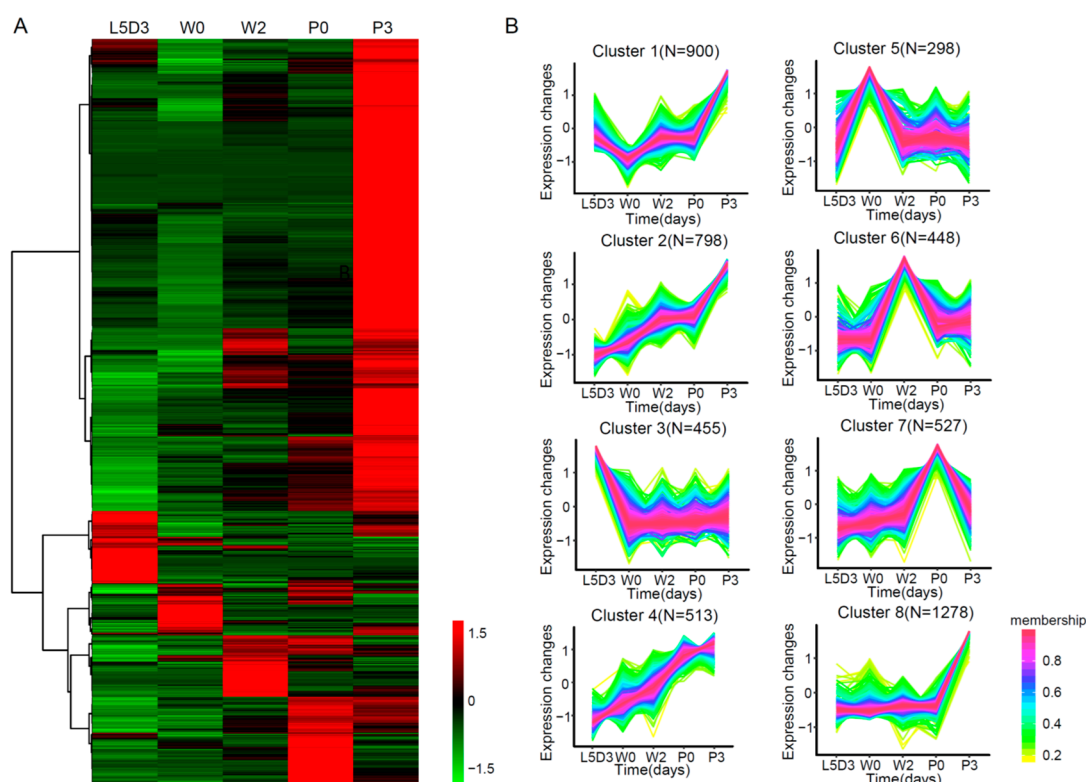 A
L5D3 W0 W2 P0 P3
B
1.5
0
−1.5
B
Cluster 1(N=900)
Expression changes
1
0
−1
L5D3 W0 W2 P0 P3
Time(days)
Cluster 5(N=298)
Expression changes
1
0
−1
L5D3 W0 W2 P0 P3
Time(days)
Cluster 2(N=798)
Expression changes
1
0
−1
L5D3 W0 W2 P0 P3
Time(days)
Cluster 6(N=448)
Expression changes
1
0
−1
L5D3 W0 W2 P0 P3
Time(days)
Cluster 3(N=455)
Expression changes
1
0
−1
L5D3 W0 W2 P0 P3
Time(days)
Cluster 7(N=527)
Expression changes
1
0
−1
L5D3 W0 W2 P0 P3
Time(days)
Cluster 4(N=513)
Expression changes
1
0
−1
L5D3 W0 W2 P0 P3
Time(days)
Cluster 8(N=1278)
Expression changes
1
0
−1
L5D3 W0 W2 P0 P3
Time(days)
membership
0.8
0.6
0.4
0.2